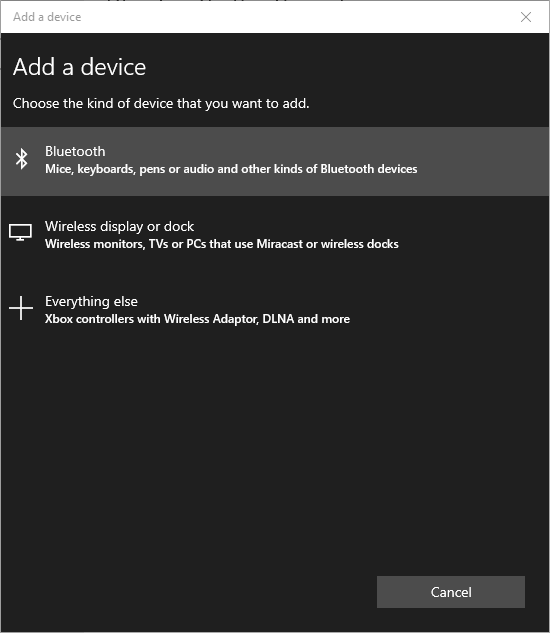 Add a device
Add a device
Choose the kind of device that you want to add.
Bluetooth
Mice, keyboards, pens or audio and other kinds of Bluetooth devices
Wireless display or dock
Wireless monitors, TVs or PCs that use Miracast or wireless docks
Everything else
Xbox controllers with Wireless Adaptor, DLNA and more
Cancel